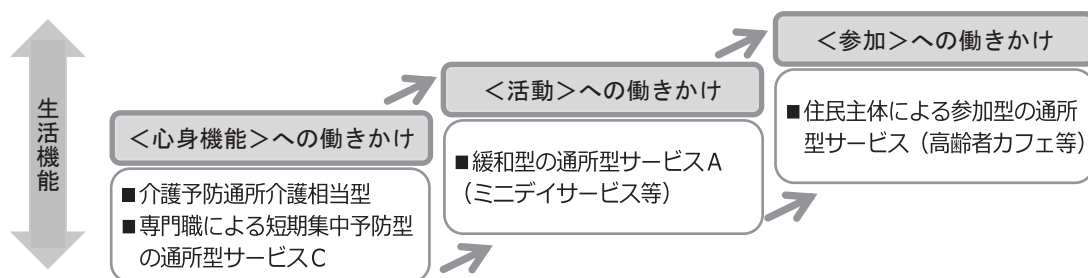 生活機能
<心身機能>への働きかけ
■介護予防通所介護相当型
■専門職による短期集中予防型
の通所型サービスC
<活動>への働きかけ
■緩和型の通所型サービスA
(ミニデイサービス等)
<参加>への働きかけ
■住民主体による参加型の通所
型サービス(高齢者カフェ等)